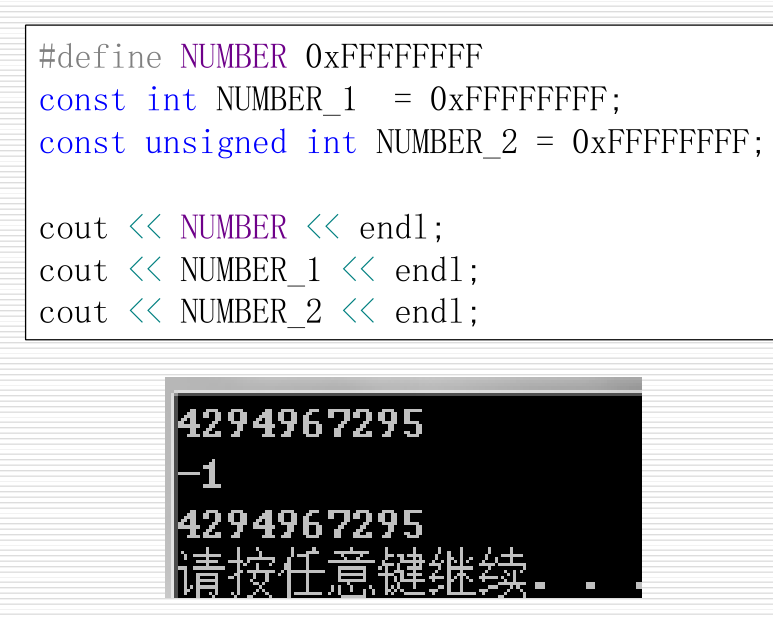 #define NUMBER 0xFFFFFFFF
const int NUMBER_1  = 0xFFFFFFFF;
const unsigned int NUMBER_2 = 0xFFFFFFFF;
cout << NUMBER << endl;
cout << NUMBER_1 << endl;
cout << NUMBER_2 << endl;
4294967295
-1
4294967295
请按任意键继续. . .